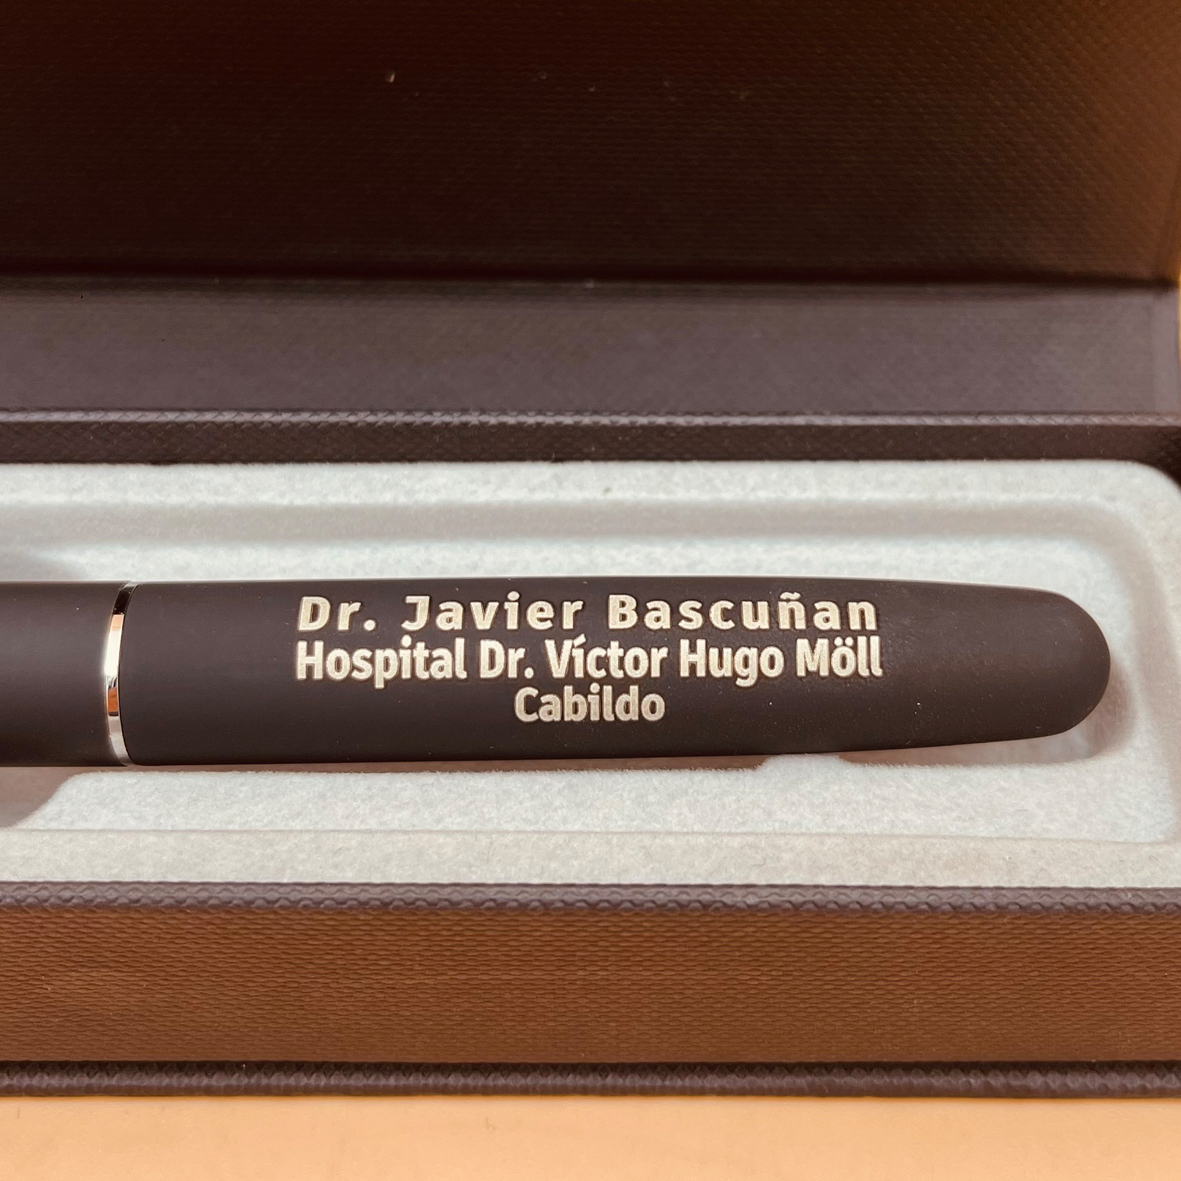 Dr. Javier Bascuñan
Hospital Dr. Víctor Hugo Möll
Cabildo